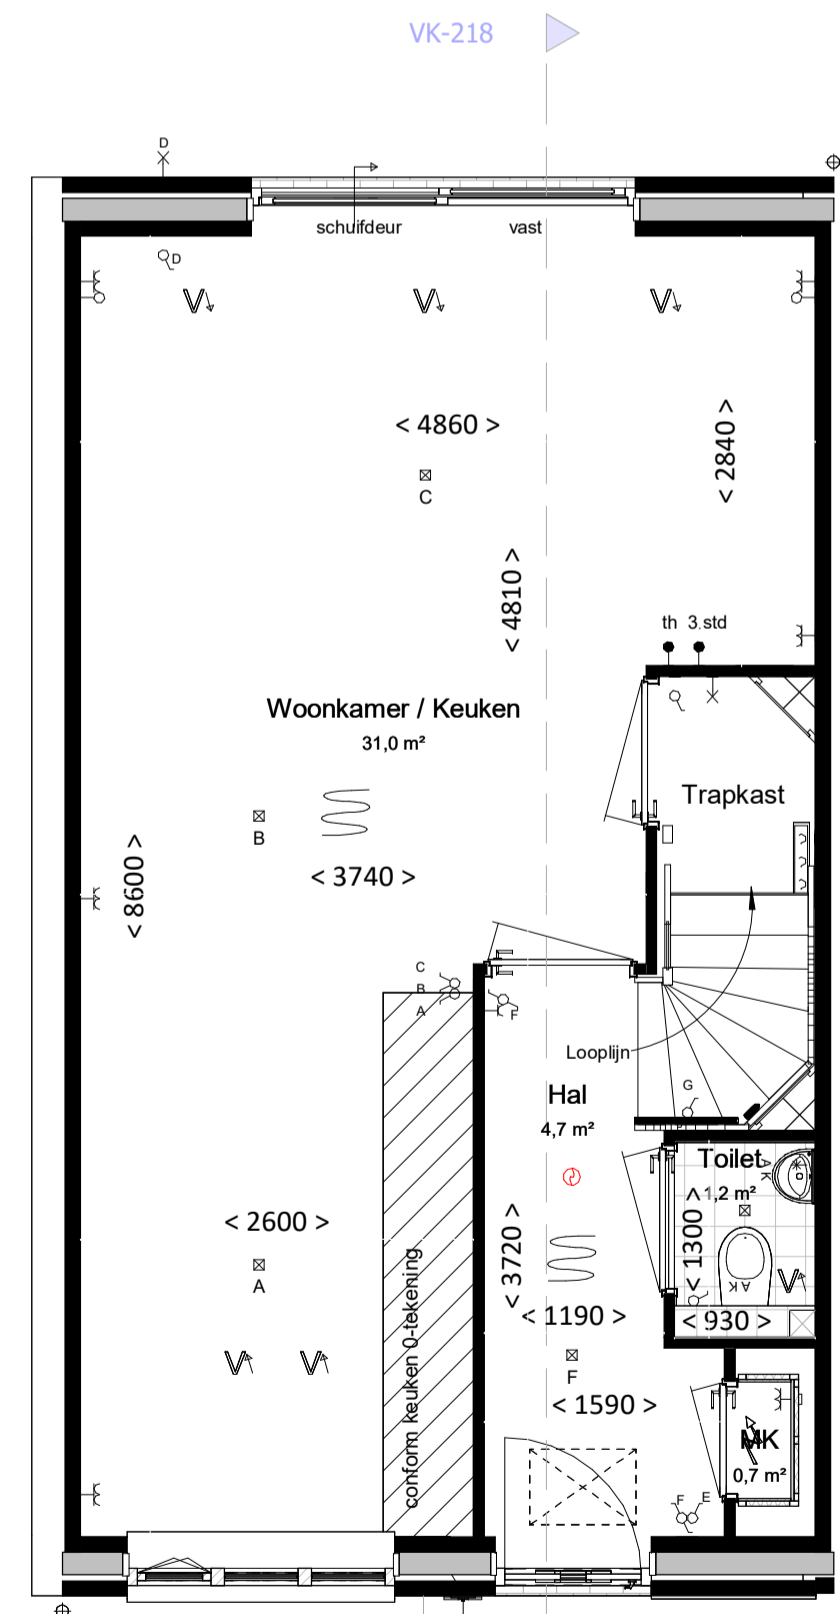 VK-218
D
schuifdeur
vast
D
< 4860 >
< 2840 >
C
< 4810 >
th 3.std
Woonkamer / Keuken
31,0 m²
Trapkast
B
< 3740 >
< 8600 >
C
B
A
F
Looplijn
G
Hal
4,7 m²
Toilet
1,2 m²
AK
< 2600 >
< 3720 >
< 1300 >
A
AK
conform keuken 0-tekening
< 1190 >
< 930 >
F
< 1590 >
MK
0,7 m²
F
E